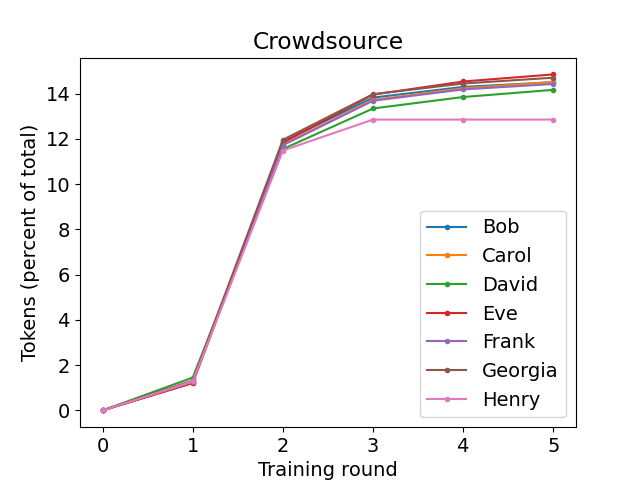 Crowdsource
Tokens (percent of total)
14
12
10
8
6
4
2
0
0 1 2 3 4 5
Training round
Bob
Carol
David
Eve
Frank
Georgia
Henry